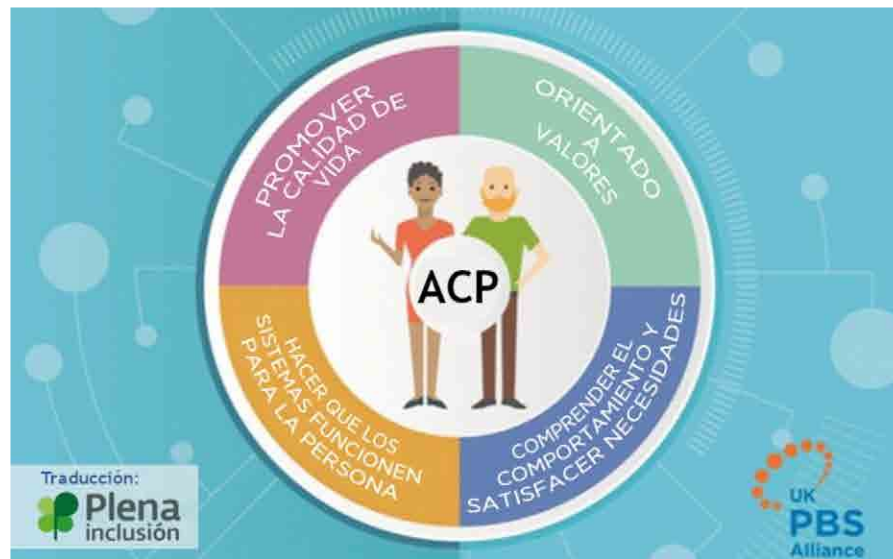 PROMOVER
LA CALIDAD DE
VIDA
ORIENTADO
A
VALORES
ACP
HACER QUE LOS
SISTEMAS FUNCIONEN
PARA LA PERSONA
COMPRENDER EL
COMPORTAMIENTO Y
SATISFACER NECESIDADES
Traducción:
Plena
inclusión
UK
PBS
Alliance